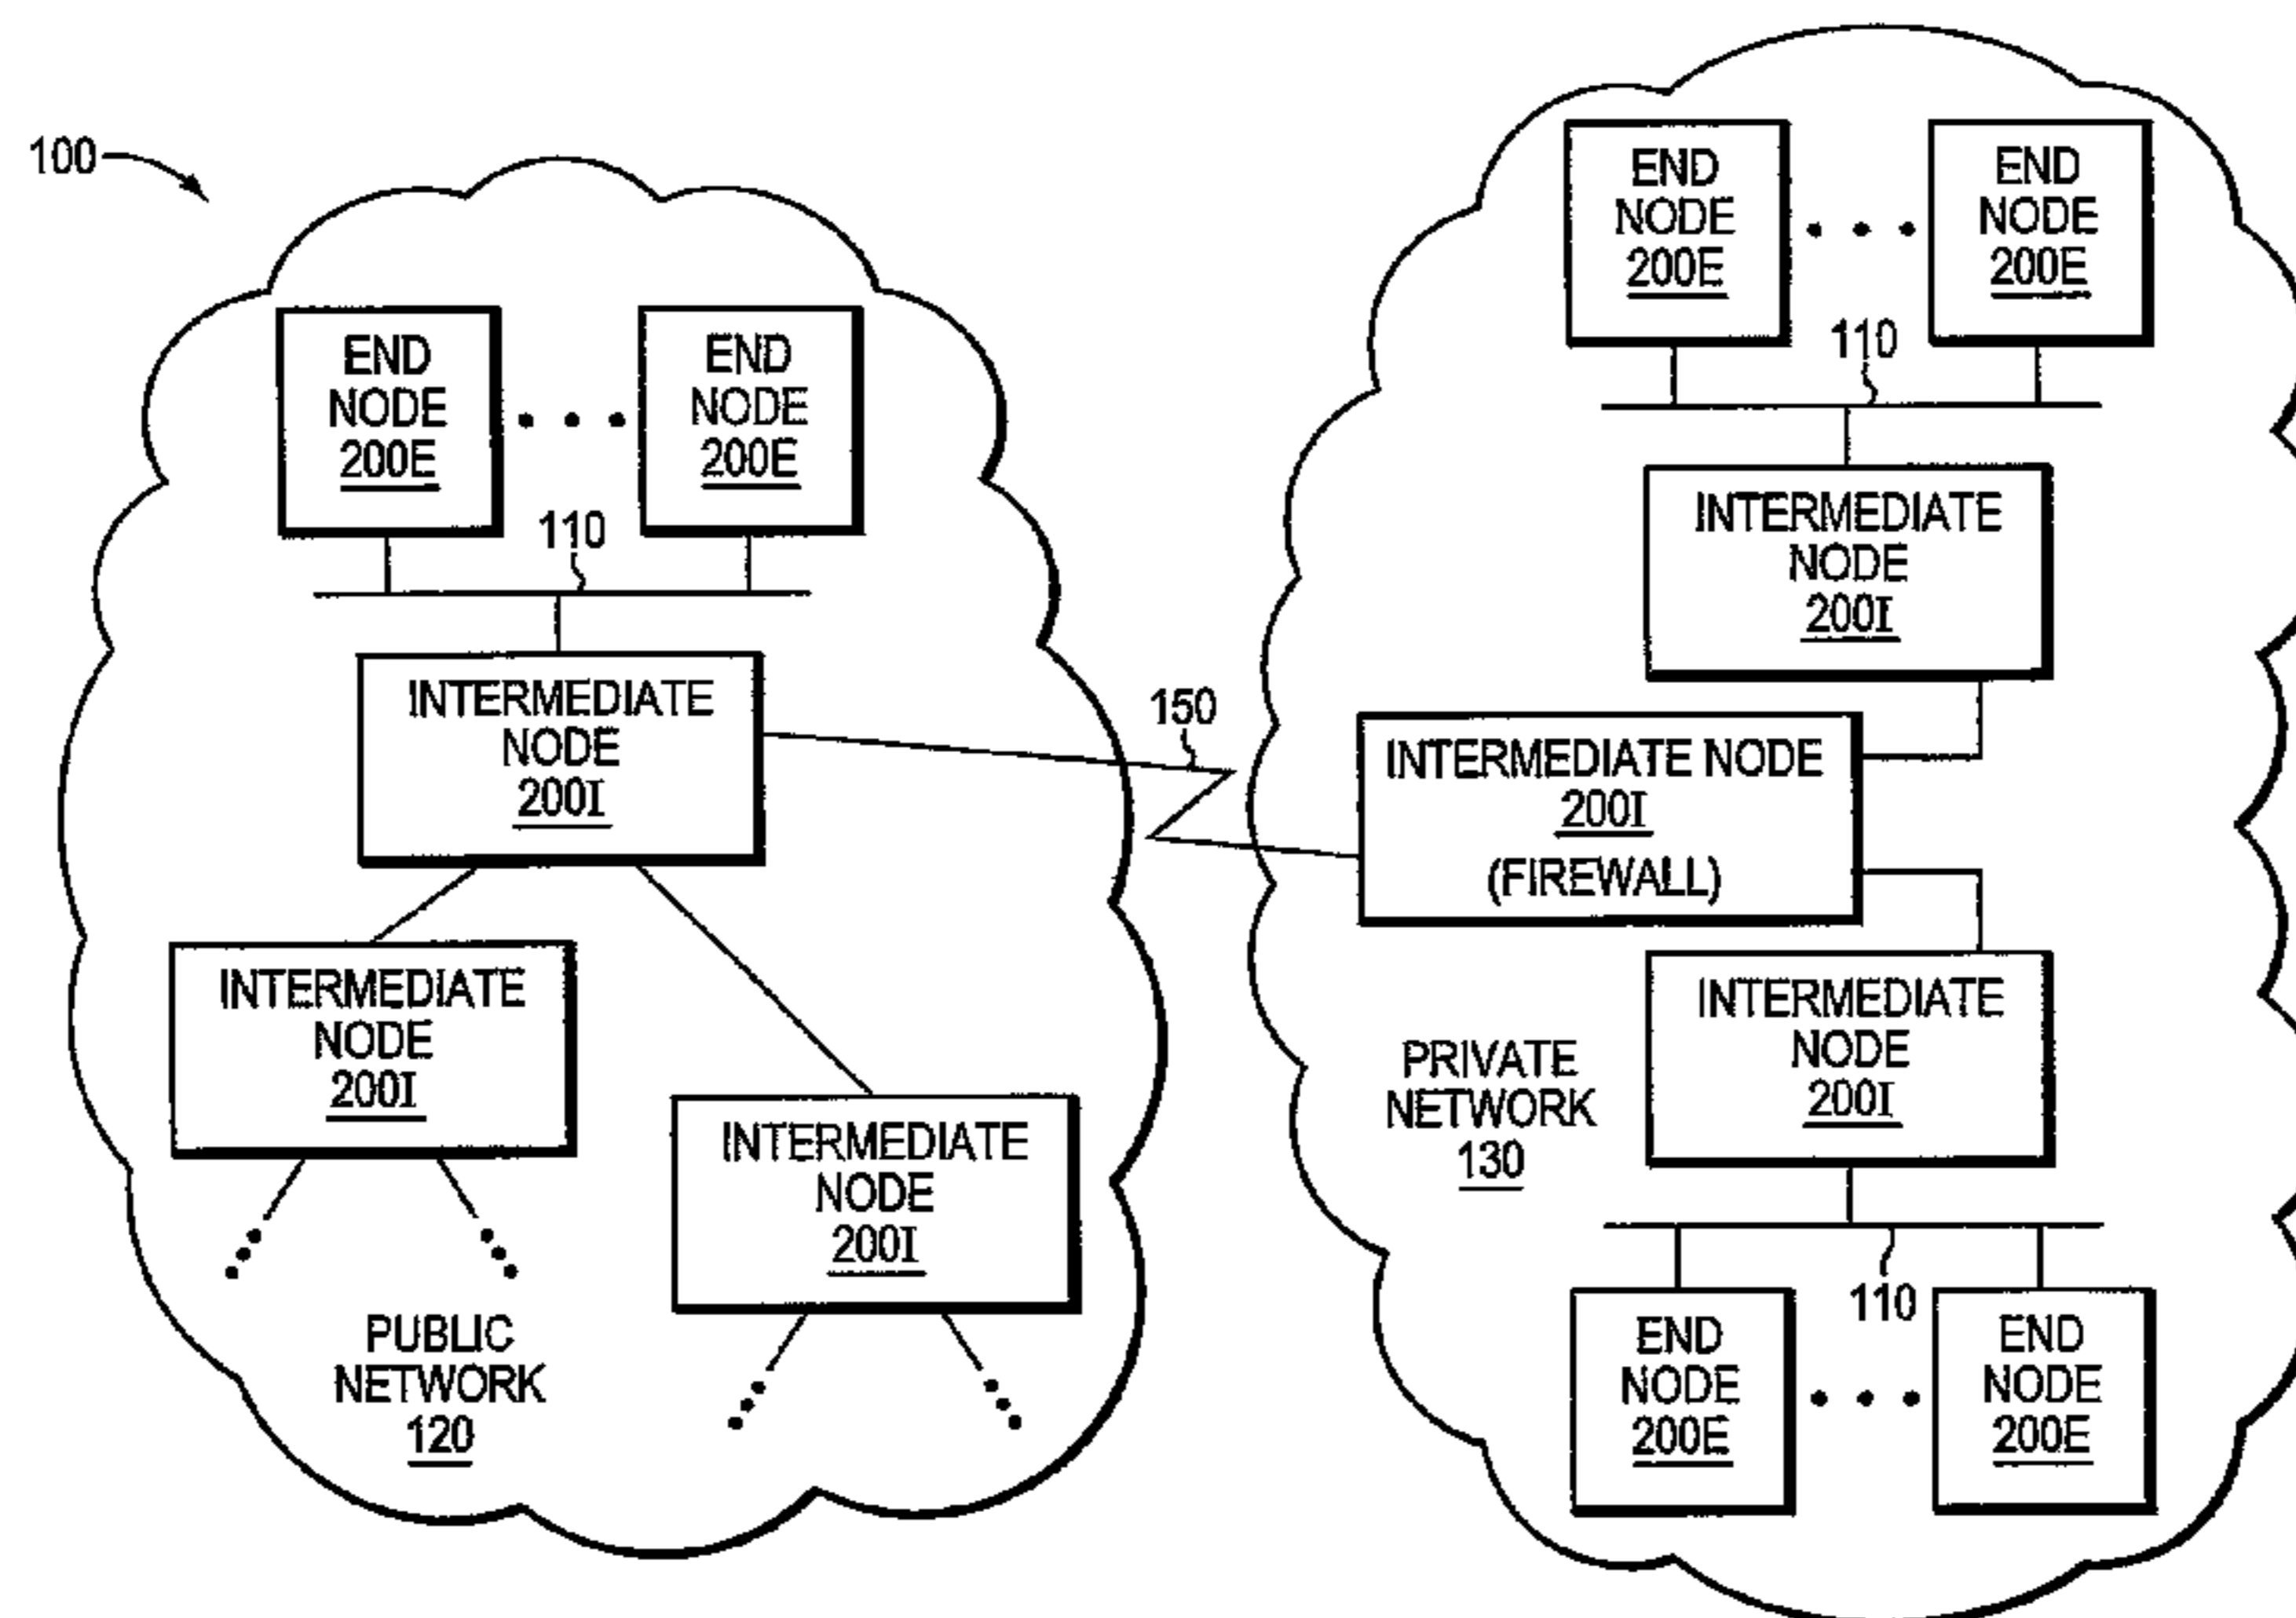 100
END
NODE
200E
END
NODE
200E
110
INTERMEDIATE
NODE
200I
INTERMEDIATE
NODE
200I
INTERMEDIATE
NODE
200I
PUBLIC
NETWORK
120
150
END
NODE
200E
END
NODE
200E
110
INTERMEDIATE
NODE
200I
INTERMEDIATE NODE
200I
(FIREWALL)
INTERMEDIATE
NODE
200I
PRIVATE
NETWORK
130
110
END
NODE
200E
END
NODE
200E